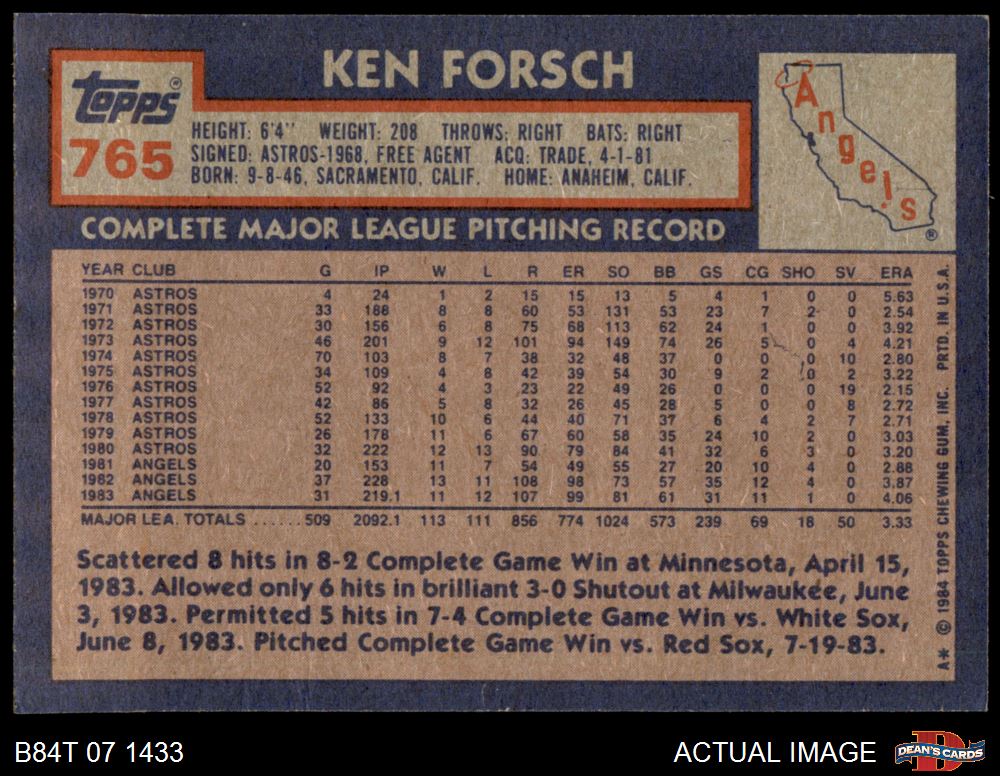 KEN FORSCH
Topps®
765
HEIGHT: 6'4" WEIGHT: 208 THROWS: RIGHT BATS: RIGHT
SIGNED: ASTROS-1968, FREE AGENT ACQ: TRADE, 4-1-81
BORN: 9-8-46, SACRAMENTO, CALIF. HOME: ANAHEIM, CALIF.
Angels
®
COMPLETE MAJOR LEAGUE PITCHING RECORD
YEAR CLUB G IP W L R ER SO BB GS CG SHO SV ERA
1970 ASTROS 4 24 1 2 15 15 13 5 4 1 0 0 5.63
1971 ASTROS 33 188 8 8 60 53 131 53 23 7 2 0 2.54
1972 ASTROS 30 156 6 8 75 68 113 62 24 1 0 0 3.92
1973 ASTROS 46 201 9 12 101 94 149 74 26 5 0 4 4.21
1974 ASTROS 70 103 8 7 38 32 48 37 0 0 0 10 2.80
1975 ASTROS 34 109 4 8 42 39 54 30 9 2 0 2 3.22
1976 ASTROS 52 92 4 3 23 22 49 26 0 0 0 19 2.15
1977 ASTROS 42 86 5 8 32 26 45 28 5 0 0 8 2.72
1978 ASTROS 52 133 10 6 44 40 71 37 6 4 2 7 2.71
1979 ASTROS 26 178 11 6 67 60 58 35 24 10 2 0 3.03
1980 ASTROS 32 222 12 13 90 79 84 41 32 6 3 0 3.20
1981 ANGELS 20 153 11 7 54 49 55 27 20 10 4 0 2.88
1982 ANGELS 37 228 13 11 108 98 73 57 35 12 4 0 3.87
1983 ANGELS 31 219.1 11 12 107 99 81 61 31 11 1 0 4.06
MAJOR LEA. TOTALS ...... 509 2092.1 113 111 856 774 1024 573 239 69 18 50 3.33
Scattered 8 hits in 8-2 Complete Game Win at Minnesota, April 15,
1983. Allowed only 6 hits in brilliant 3-0 Shutout at Milwaukee, June
3, 1983. Permitted 5 hits in 7-4 Complete Game Win vs. White Sox,
June 8, 1983. Pitched Complete Game Win vs. Red Sox, 7-19-83.
A* © 1984 TOPPS CHEWING GUM, INC. PRTD. IN U.S.A.
B84T 07 1433
ACTUAL IMAGE
DEAN'S CARDS